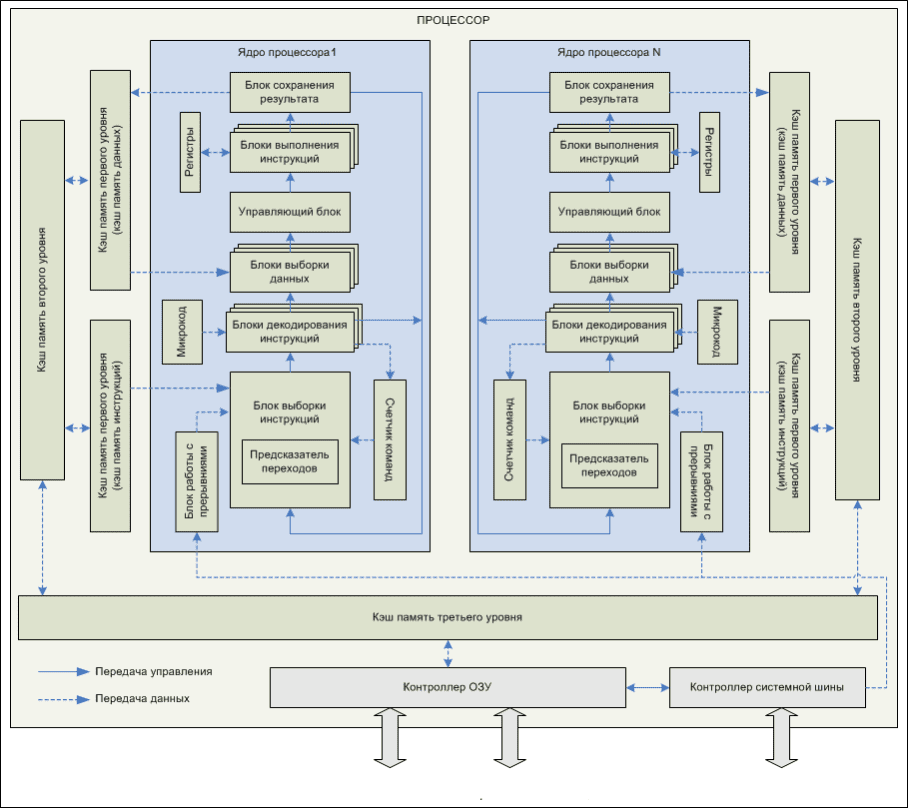 ПРОЦЕССОР
Ядро процессора1
Блок сохранения
результата
Блоки выполнения
инструкций
Регистры
Управляющий блок
Блоки выборки
данных
Блоки декодирования
инструкций
Микрокод
Блок выборки
инструкций
Предсказатель
переходов
Счетчик команд
Блок работы с
прерывниями
Кэш память первого уровня
(кэш память данных)
Кэш память первого уровня
(кэш память инструкций)
Кэш память второго уровня
Ядро процессора N
Блок сохранения
результата
Блоки выполнения
инструкций
Регистры
Управляющий блок
Блоки выборки
данных
Блоки декодирования
инструкций
Микрокод
Блок выборки
инструкций
Предсказатель
переходов
Счетчик команд
Блок работы с
прерывниями
Кэш память первого уровня
(кэш память данных)
Кэш память первого уровня
(кэш память инструкций)
Кэш память второго уровня
Кэш память третьего уровня
Передача управления
Передача данных
Контроллер ОЗУ
Контроллер системной шины